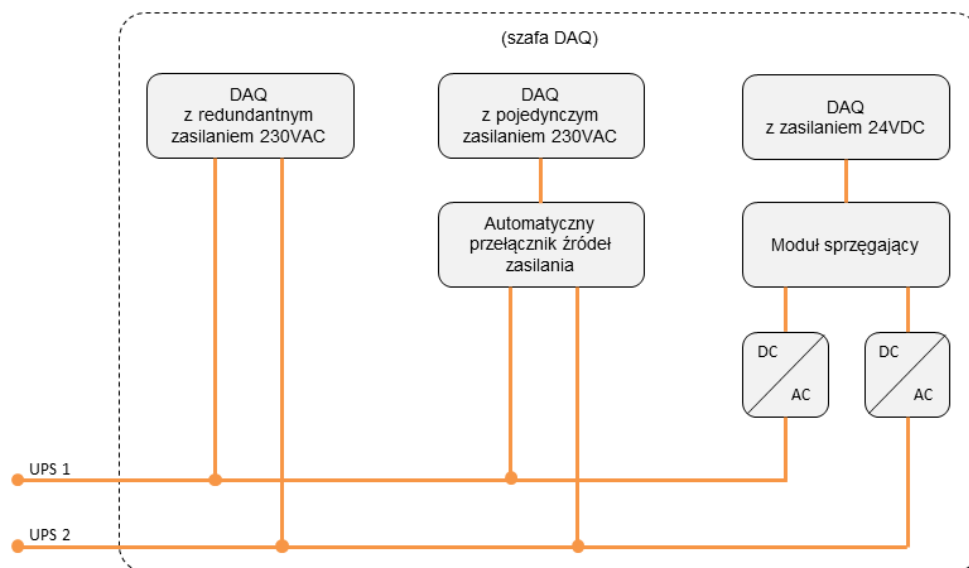 (szafa DAQ)
DAQ
z redundantnym
zasilaniem 230VAC
DAQ
z pojedynczym
zasilaniem 230VAC
DAQ
z zasilaniem 24VDC
Automatyczny
przełącznik źródeł
zasilania
Moduł sprzęgający
DC
AC
DC
AC
UPS 1
UPS 2